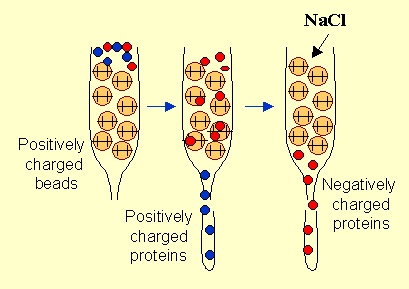 NaCl
Positively
charged
beads
Positively
charged
proteins
Negatively
charged
proteins